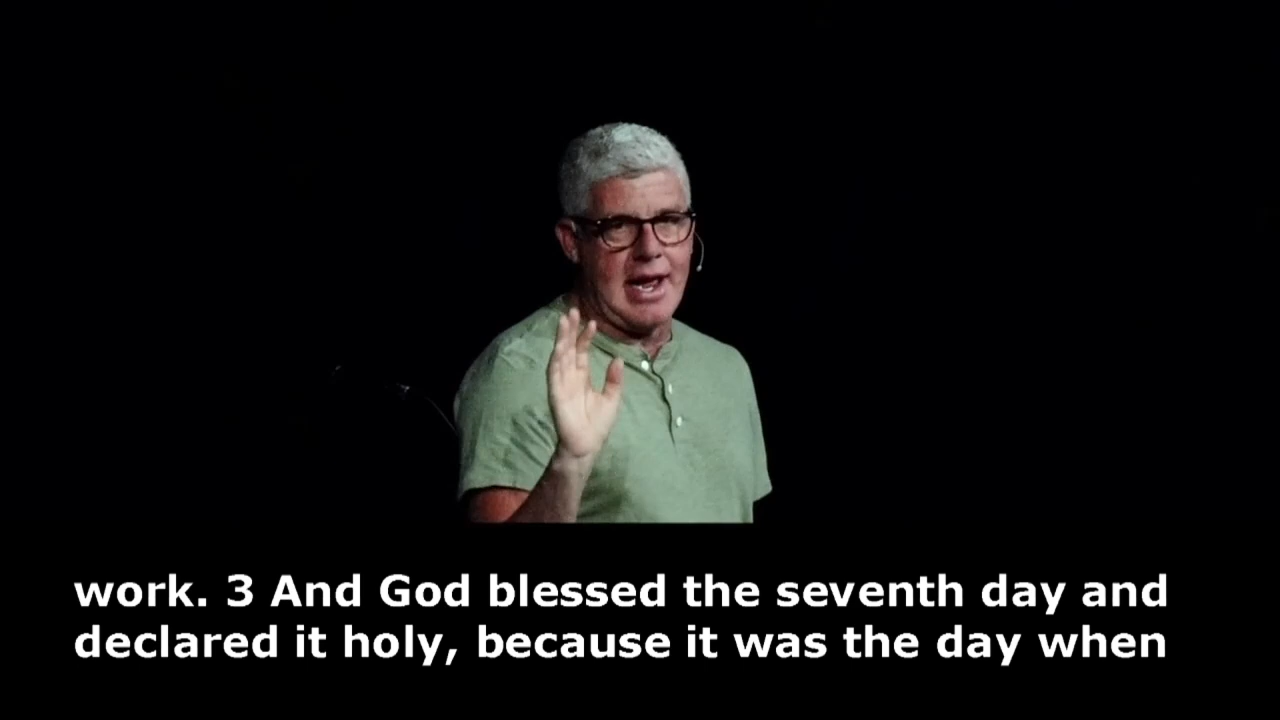 work. 3 And God blessed the seventh day and
declared it holy, because it was the day when